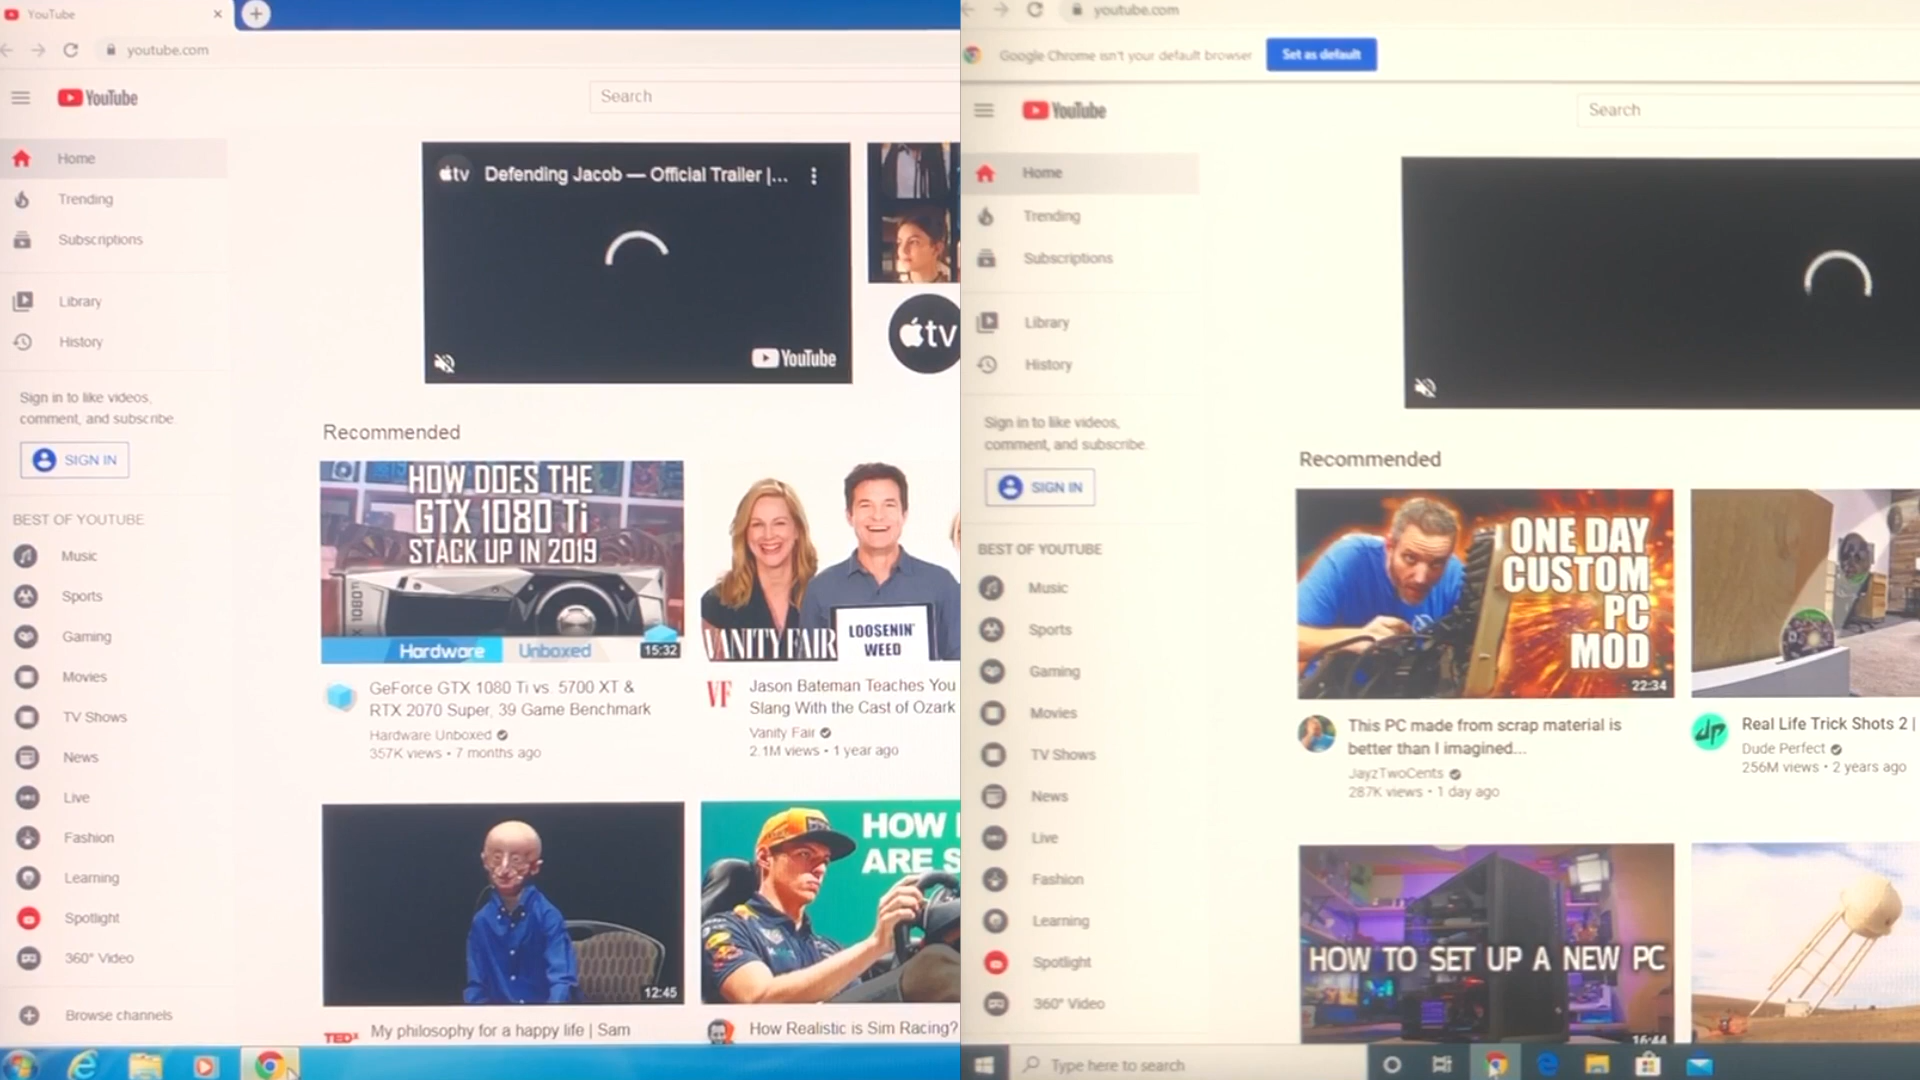 YouTube
youtube.com
YouTube
Search
Home
Trending
Subscriptions
Library
History
Sign in to like videos,
comment, and subscribe.
SIGN IN
BEST OF YOUTUBE
Music
Sports
Gaming
Movies
TV Shows
News
Live
Fashion
Learning
Spotlight
360° Video
Browse channels
tv
Defending Jacob — Official Trailer |...
YouTube
tv
Recommended
HOW DOES THE
GTX 1080 Ti
STACK UP IN 2019
Hardware Unboxed
15:32
GeForce GTX 1080 Ti vs. 5700 XT &
RTX 2070 Super, 39 Game Benchmark
Hardware Unboxed
357K views • 7 months ago
VANITY FAIR
LOOSENIN'
WEED
VF
Jason Bateman Teaches You
Slang With the Cast of Ozark
Vanity Fair
2.1M views • 1 year ago
12:45
TEDx
My philosophy for a happy life | Sam
HOW
ARE S
How Realistic is Sim Racing?
youtube.com
Google Chrome isn't your default browser
Set as default
YouTube
Search
Home
Trending
Subscriptions
Library
History
Sign in to like videos,
comment, and subscribe.
SIGN IN
BEST OF YOUTUBE
Music
Sports
Gaming
Movies
TV Shows
News
Live
Fashion
Learning
Spotlight
360° Video
Recommended
ONE DAY
CUSTOM
PC
MOD
22:34
This PC made from scrap material is
better than I imagined...
JayzTwoCents
287K views • 1 day ago
dp
Real Life Trick Shots 2 |
Dude Perfect
256M views • 2 years ago
HOW TO SET UP A NEW PC
16:44
Type here to search